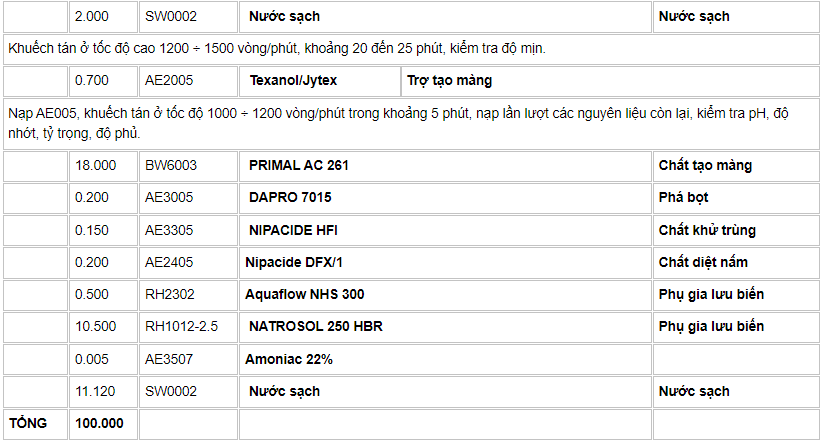 2.000 SW0002 Nước sạch Nước sạch
Khuếch tán ở tốc độ cao 1200 ÷ 1500 vòng/phút, khoảng 20 đến 25 phút, kiểm tra độ mịn.
0.700 AE2005 Texanol/Jytex Trợ tạo màng
Nạp AE005, khuếch tán ở tốc độ 1000 ÷ 1200 vòng/phút trong khoảng 5 phút, nạp lần lượt các nguyên liệu còn lại, kiểm tra pH, độ
nhớt, tỷ trọng, độ phủ.
18.000 BW6003 PRIMAL AC 261 Chất tạo màng
0.200 AE3005 DAPRO 7015 Phá bọt
0.150 AE3305 NIPACIDE HFI Chất khử trùng
0.200 AE2405 Nipacide DFX/1 Chất diệt nấm
0.500 RH2302 Aquaflow NHS 300 Phụ gia lưu biến
10.500 RH1012-2.5 NATROSOL 250 HBR Phụ gia lưu biến
0.005 AE3507 Amoniac 22%
11.120 SW0002 Nước sạch Nước sạch
TỔNG 100.000